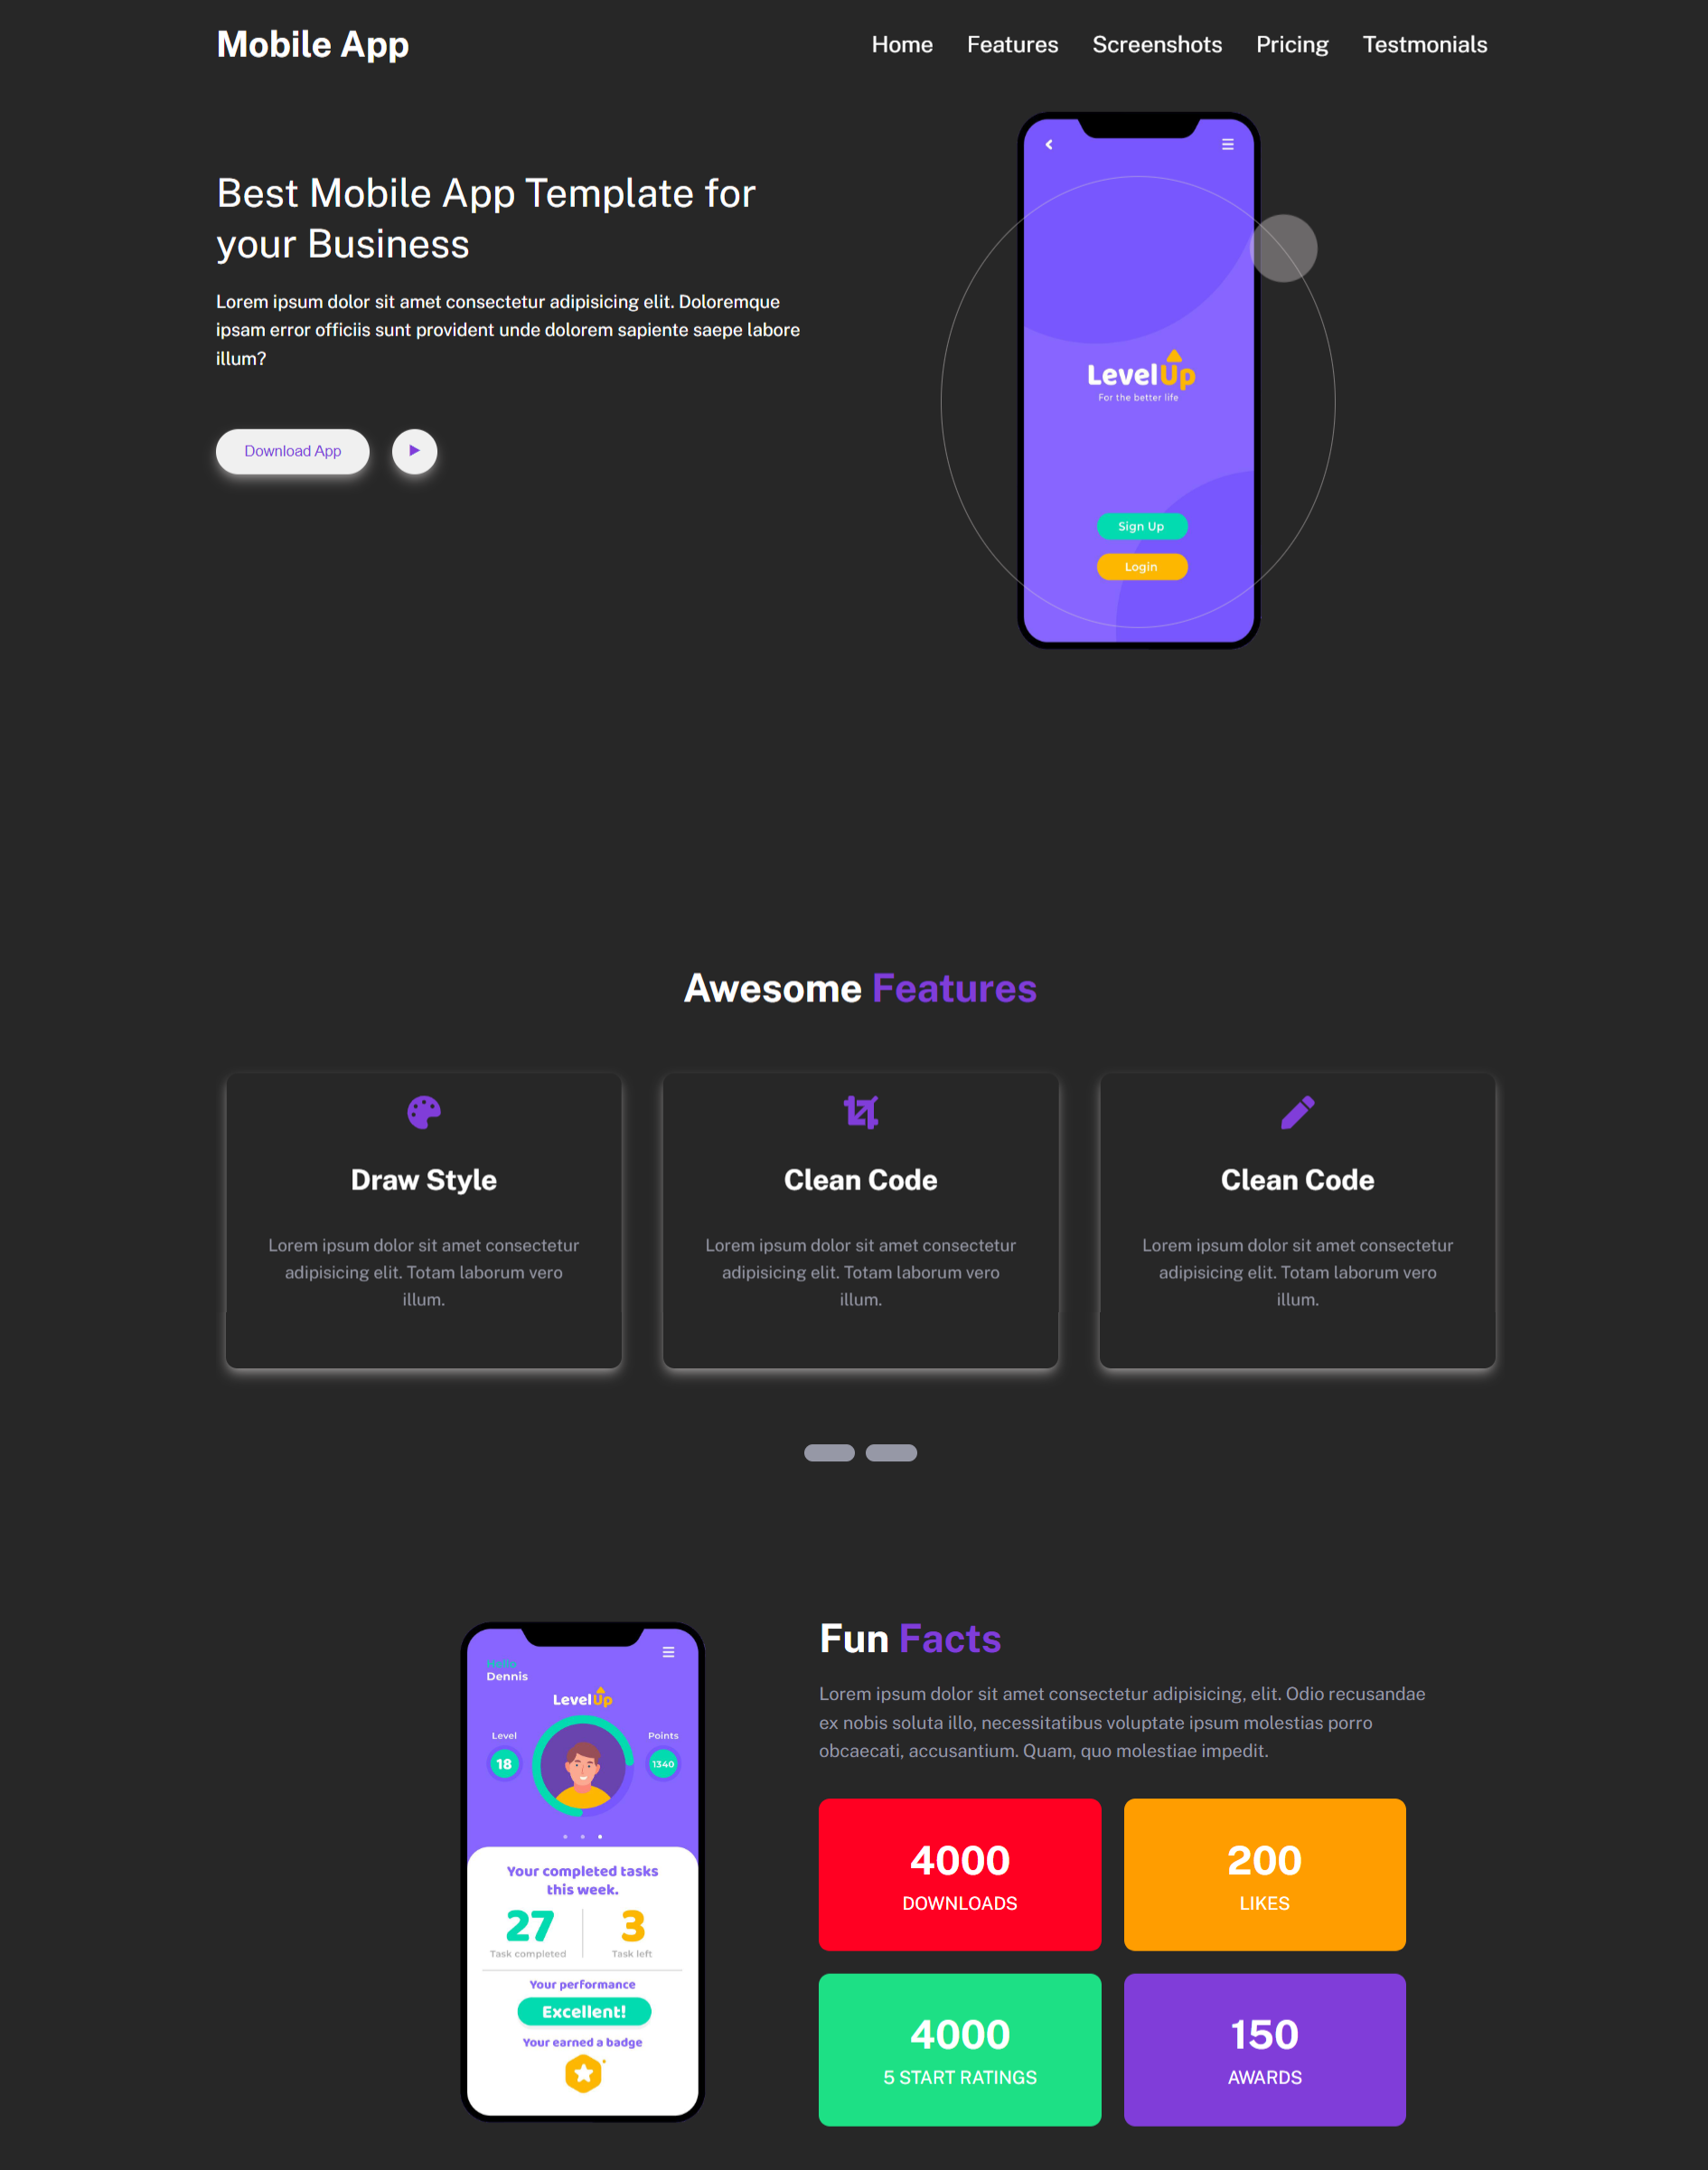 Mobile App
Home Features Screenshots Pricing Testmonials
Best Mobile App Template for
your Business
Lorem ipsum dolor sit amet consectetur adipisicing elit. Doloremque
ipsam error officiis sunt provident unde dolorem sapiente saepe labore
illum?
Download App
LevelUp
For the better life
Sign Up
Login
Awesome Features
Draw Style
Lorem ipsum dolor sit amet consectetur
adipisicing elit. Totam laborum vero
illum.
Clean Code
Lorem ipsum dolor sit amet consectetur
adipisicing elit. Totam laborum vero
illum.
Clean Code
Lorem ipsum dolor sit amet consectetur
adipisicing elit. Totam laborum vero
illum.
Hello
Dennis
LevelUp
Level
18
Points
1340
Your completed tasks
this week.
27
Task completed
3
Task left
Your performance
Excellent!
Your earned a badge
Fun Facts
Lorem ipsum dolor sit amet consectetur adipisicing, elit. Odio recusandae
ex nobis soluta illo, necessitatibus voluptate ipsum molestias porro
obcaecati, accusantium. Quam, quo molestiae impedit.
4000
DOWNLOADS
200
LIKES
4000
5 START RATINGS
150
AWARDS